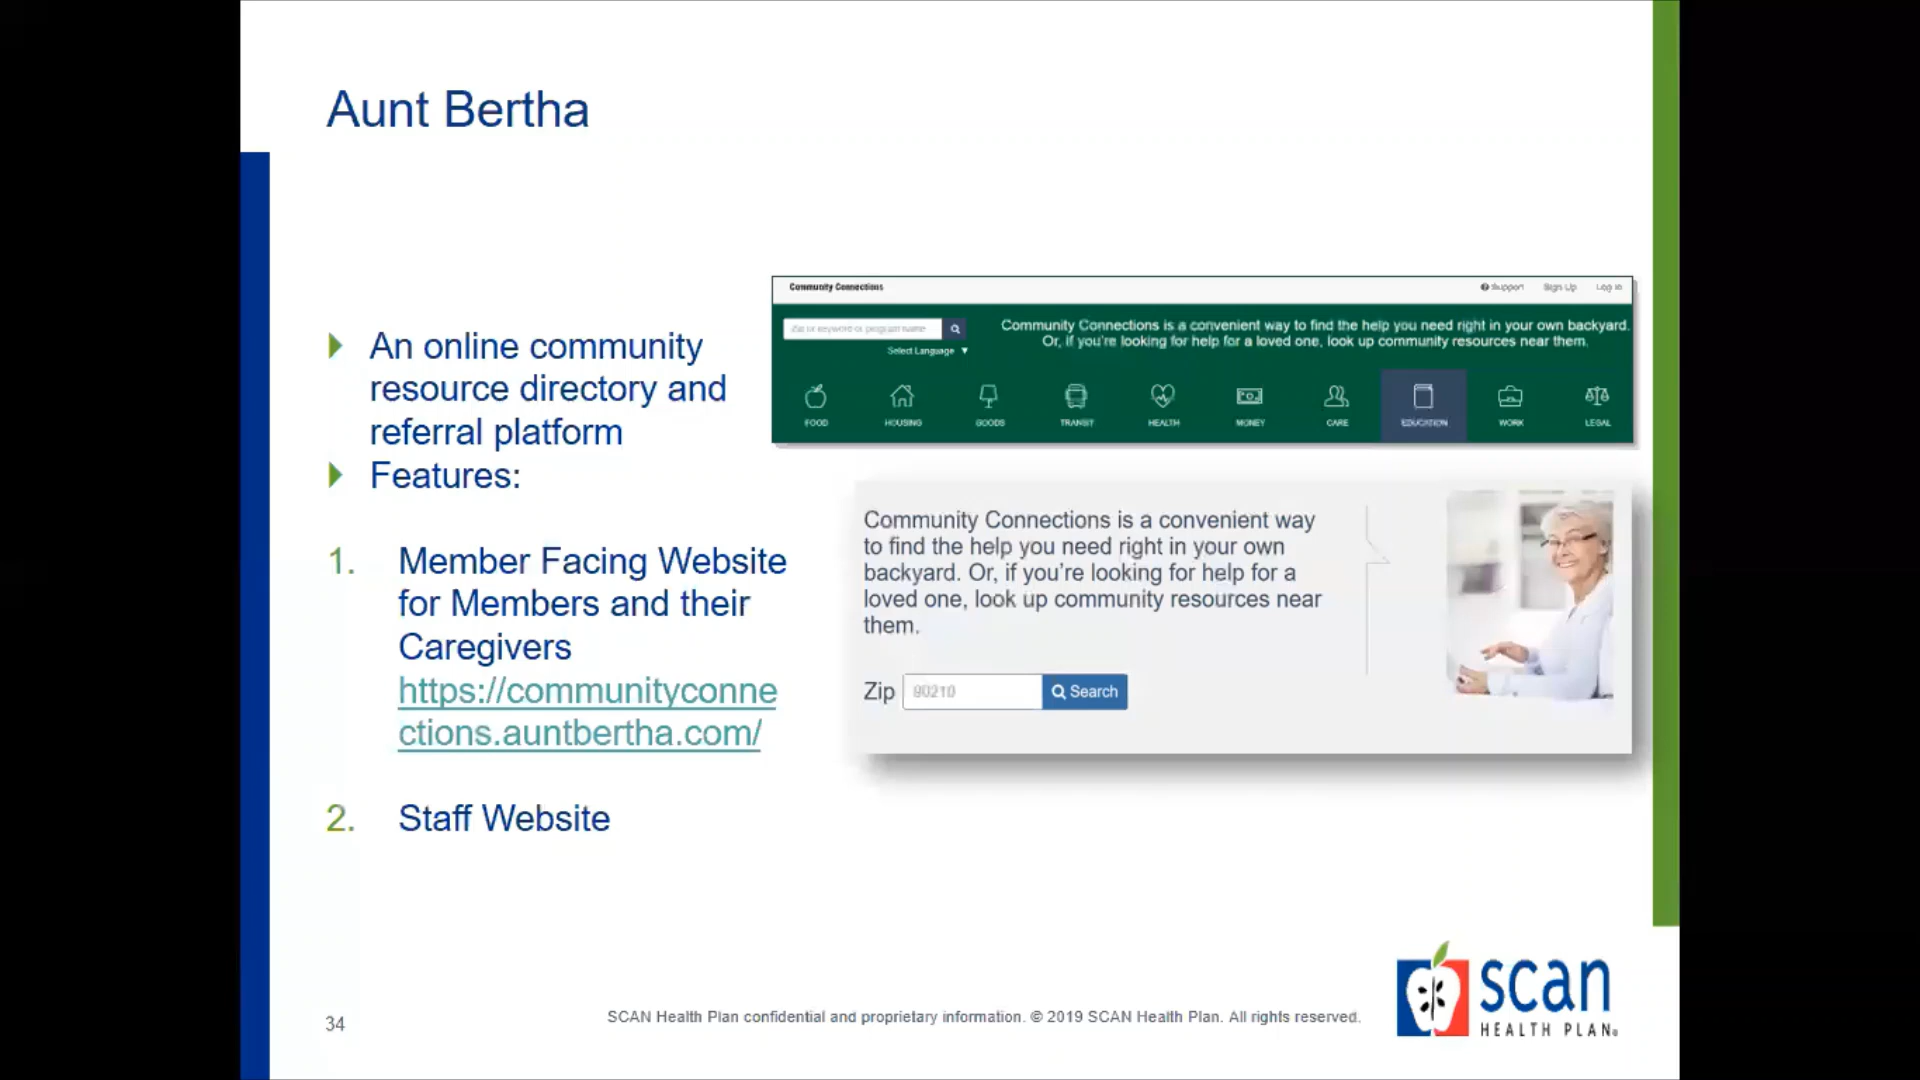 Aunt Bertha
An online community
resource directory and
referral platform
Features:
1. Member Facing Website
for Members and their
Caregivers
https://communityconne
ctions.auntbertha.com/
2. Staff Website
Community Connections
Support Sign Up Log In
Zip or keyword or program name
Select Language ▼
Community Connections is a convenient way to find the help you need right in your own backyard.
Or, if you're looking for help for a loved one, look up community resources near them.
FOOD HOUSING GOODS TRANSIT HEALTH MONEY CARE EDUCATION WORK LEGAL
Community Connections is a convenient way
to find the help you need right in your own
backyard. Or, if you're looking for help for a
loved one, look up community resources near
them.
Zip 90210 Search
34
SCAN Health Plan confidential and proprietary information. © 2019 SCAN Health Plan. All rights reserved.
scan
HEALTH PLAN®